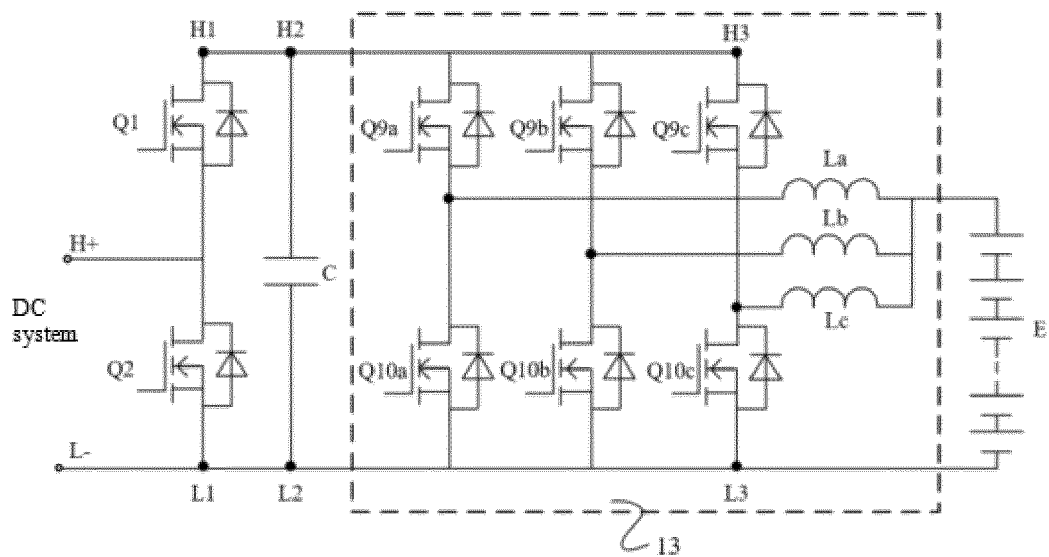 H1 H2 H3
Q1 Q9a Q9b Q9c
La
H+ Lb
C
DC
system
Lc E
Q2 Q10a Q10b Q10c
L-
L1 L2 L3
13